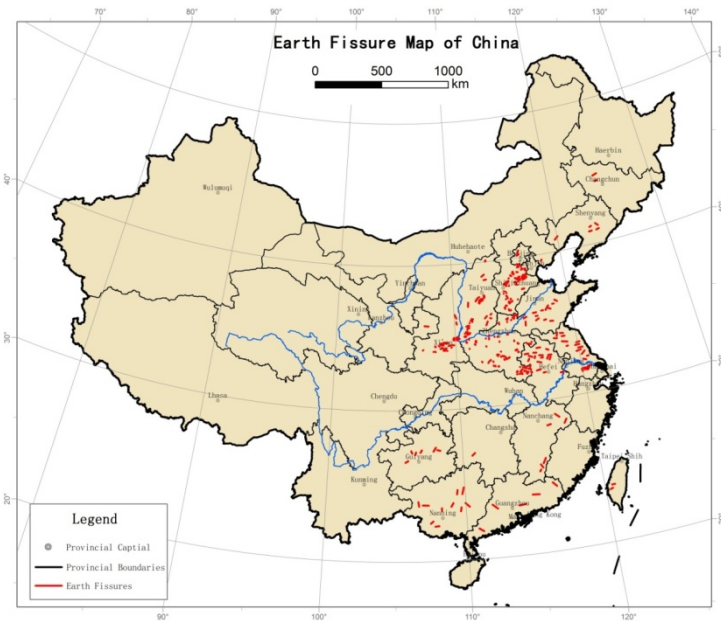 70° 80° 90° 100° 110° 120° 130° 140°
Earth Fissure Map of China
0 500 1000
km
Haerbin
Changchun
Wulumuqi
40°
Shenyang
Huhehaote
Yinchuan
Taiyuan
Xining
Jinan
30°
Hefei
Lhasa
Chengdu
Wuhan
Chongqing
Nanchang
Changsha
Taipei Shih
Guiyang
Kunming
20°
Guangzhou
Nanning
Legend
Provincial Captial
Provincial Boundaries
Earth Fissures
90° 100° 110° 120°